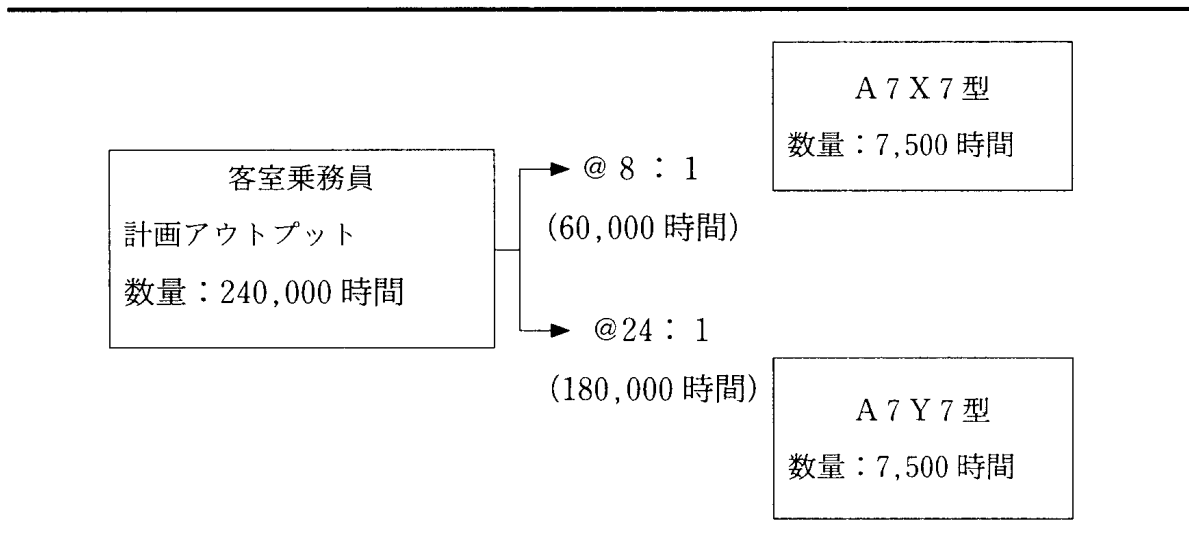 A7X7型
数量：7,500時間
客室乗務員
計画アウトプット
数量：240,000時間
@8：1
(60,000時間)
@24：1
(180,000時間)
A7Y7型
数量：7,500時間